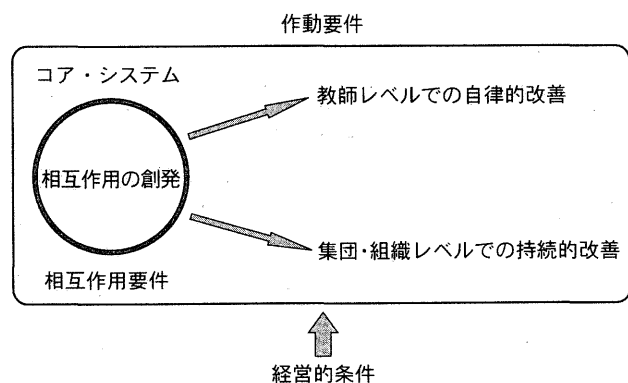 作動要件
コア・システム
教師レベルでの自律的改善
相互作用の創発
集団・組織レベルでの持続的改善
相互作用要件
経営的条件